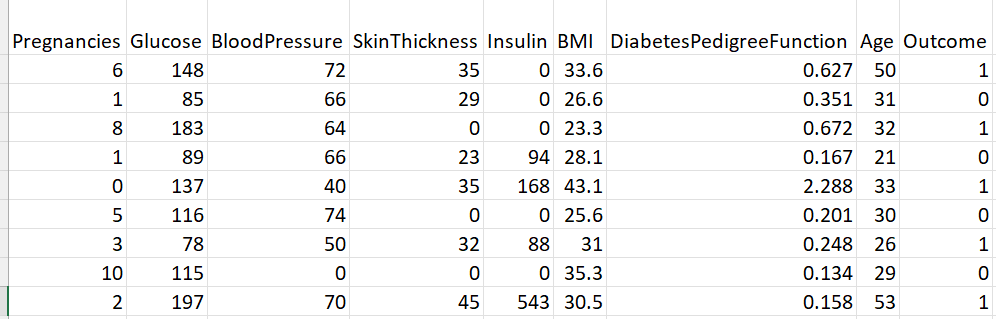 Pregnancies Glucose BloodPressure SkinThickness Insulin BMI DiabetesPedigreeFunction Age Outcome
6 148 72 35 0 33.6 0.627 50 1
1 85 66 29 0 26.6 0.351 31 0
8 183 64 0 0 23.3 0.672 32 1
1 89 66 23 94 28.1 0.167 21 0
0 137 40 35 168 43.1 2.288 33 1
5 116 74 0 0 25.6 0.201 30 0
3 78 50 32 88 31 0.248 26 1
10 115 0 0 0 35.3 0.134 29 0
2 197 70 45 543 30.5 0.158 53 1